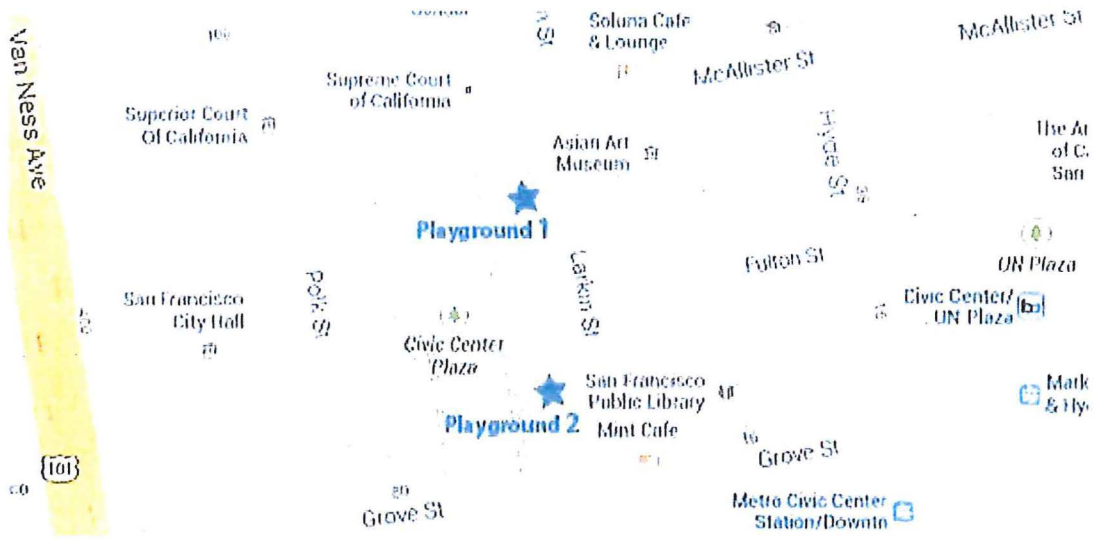 Soluna Cafe
& Lounge
McAllister St
McAllister St
Supreme Court
of California
Superior Court
Of California
Van Ness Ave
Hyde St
Asian Art
Museum
Playground 1
Larkin St
Fulton St
UN Plaza
Polk St
San Francisco
City Hall
Civic Center/
UN Plaza
Civic Center
Plaza
San Francisco
Public Library
Playground 2
Mint Cafe
101
Grove St
Grove St
Metro Civic Center
Station/Downtn